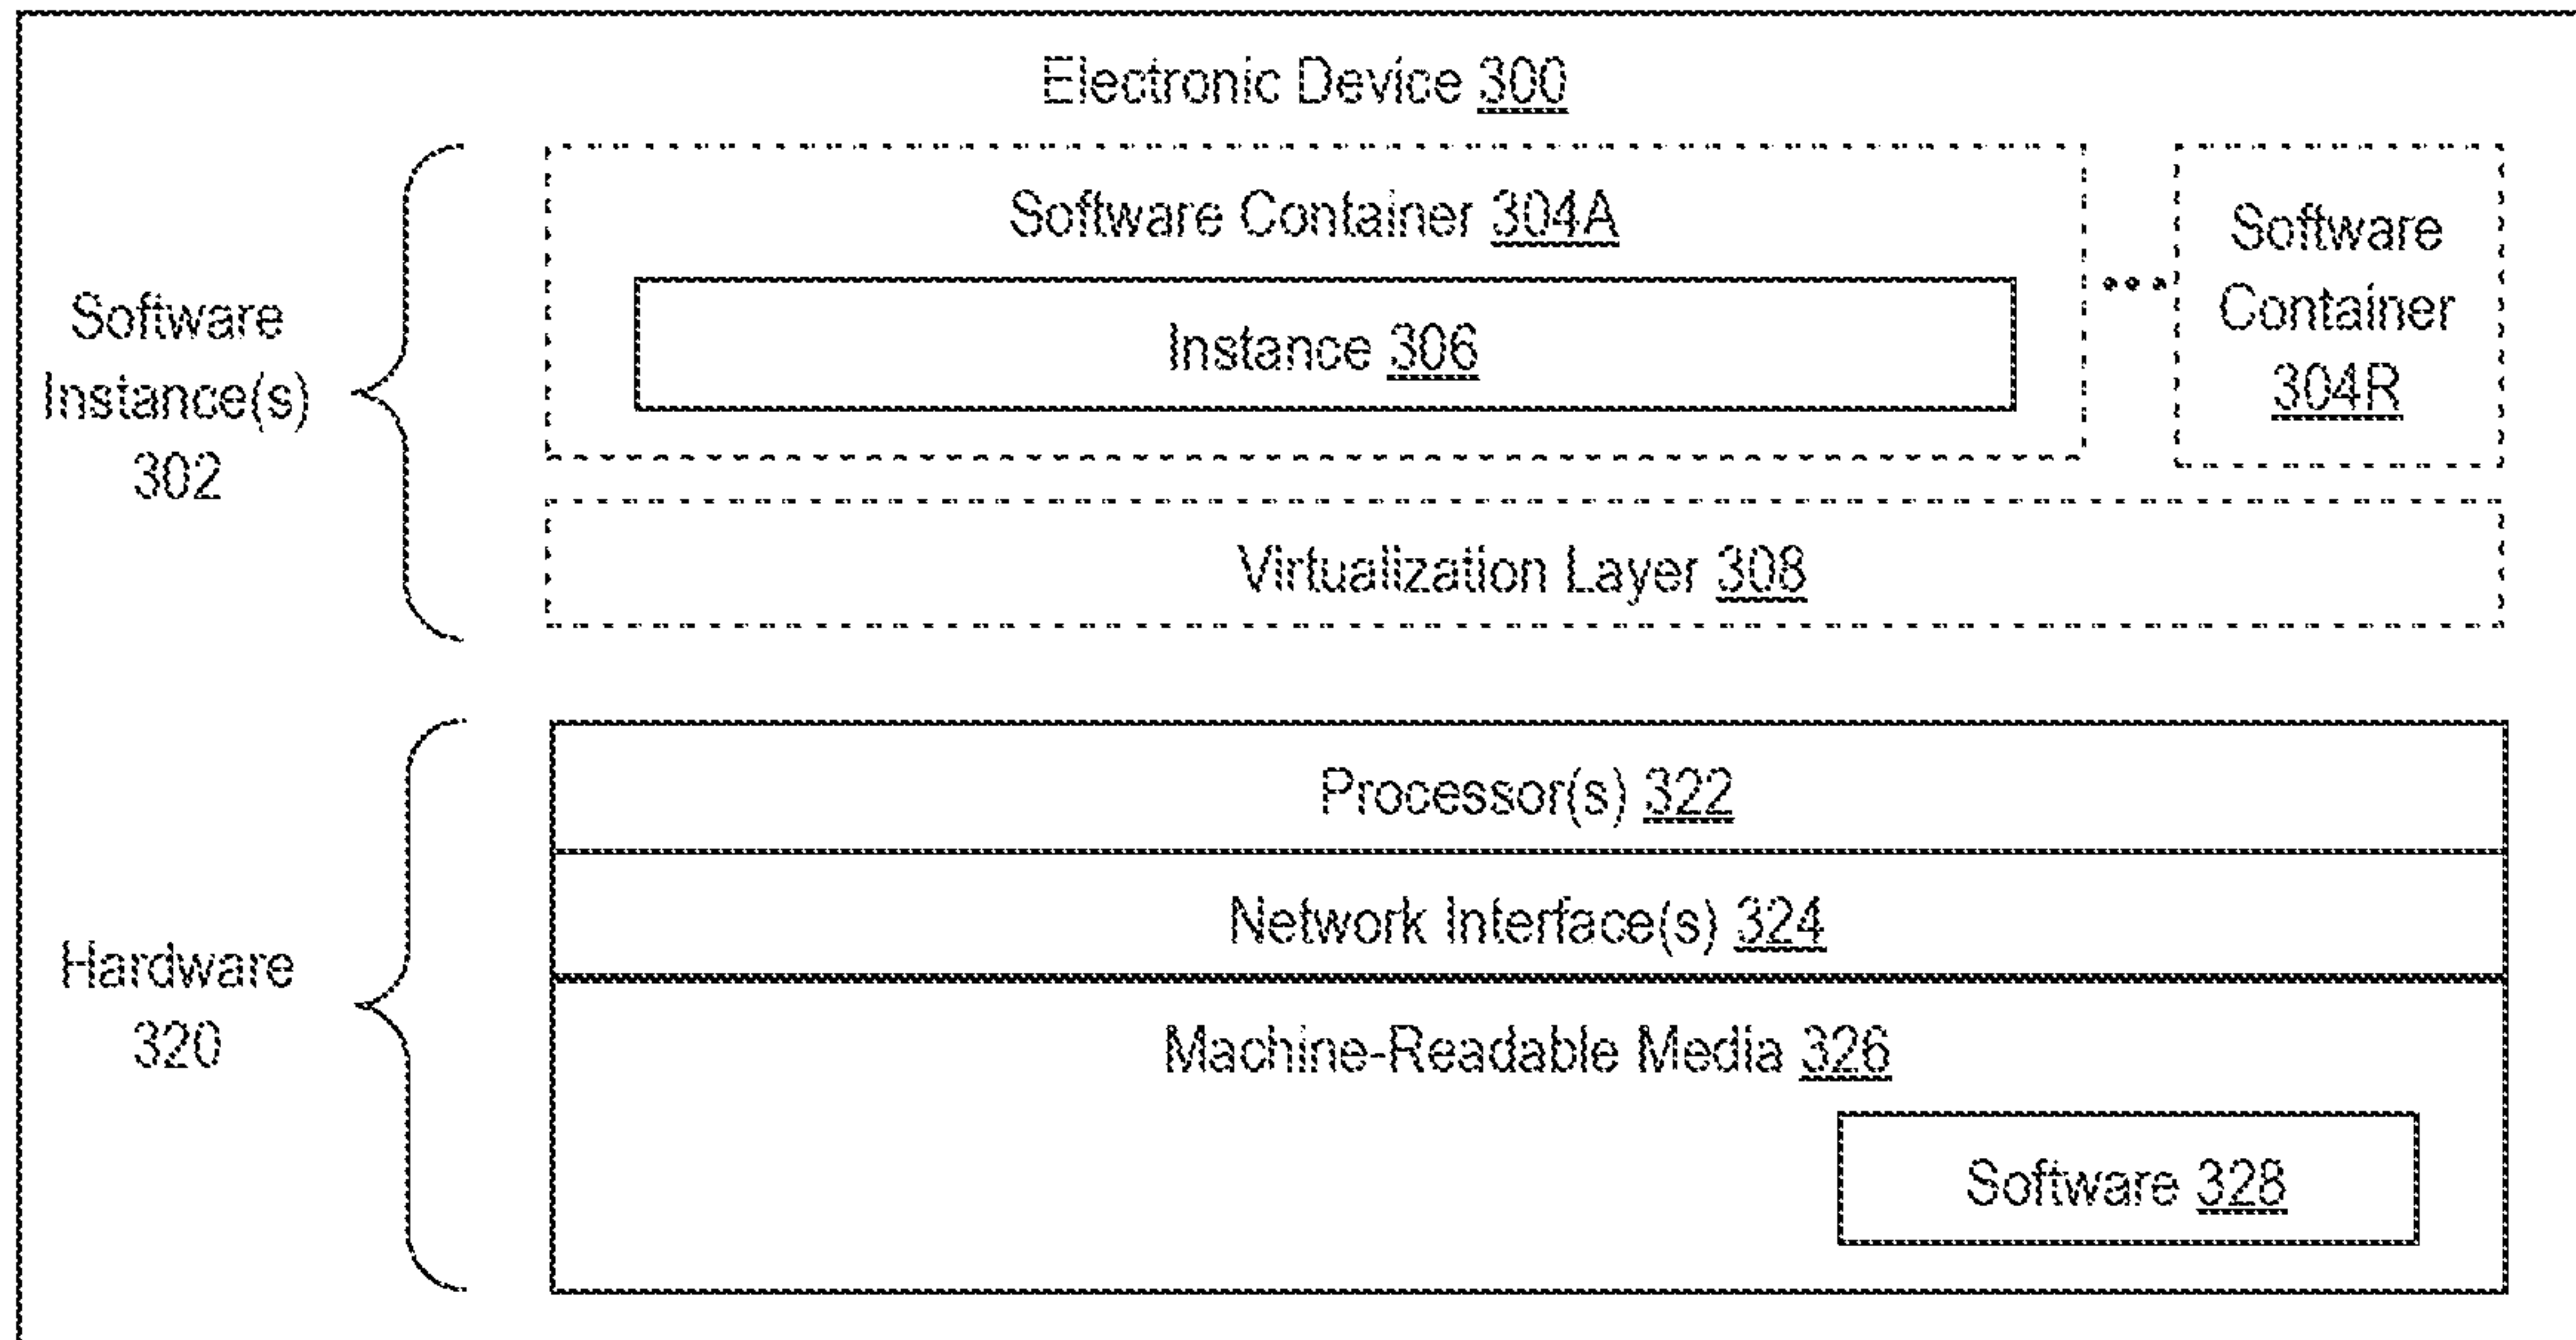 Electronic Device 300
Software Container 304A
Instance 306
Software
Container
304R
Software
Instance(s)
302
Virtualization Layer 308
Processor(s) 322
Network Interface(s) 324
Hardware
320
Machine-Readable Media 326
Software 328